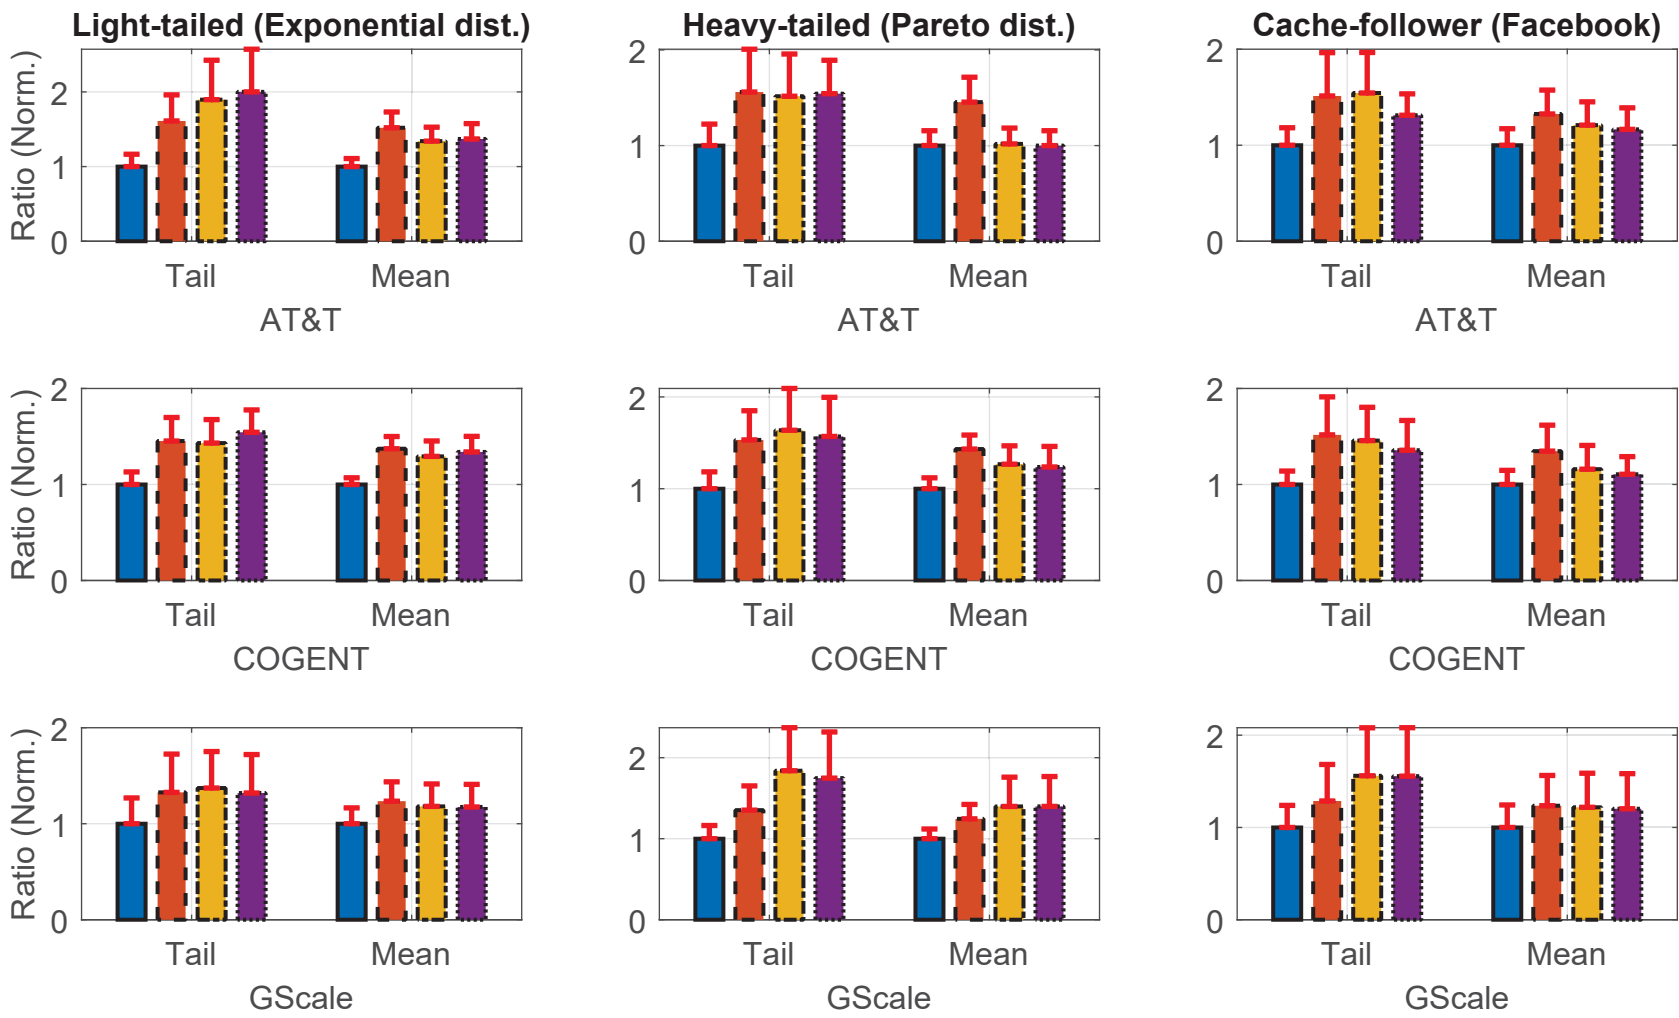 Light-tailed (Exponential dist.)
Heavy-tailed (Pareto dist.)
Cache-follower (Facebook)
Ratio (Norm.)
2
1
0
Tail
Mean
AT&T
2
1
0
Tail
Mean
AT&T
2
1
0
Tail
Mean
AT&T
Ratio (Norm.)
2
1
0
Tail
Mean
COGENT
2
1
0
Tail
Mean
COGENT
2
1
0
Tail
Mean
COGENT
Ratio (Norm.)
2
1
0
Tail
Mean
GScale
2
1
0
Tail
Mean
GScale
2
1
0
Tail
Mean
GScale